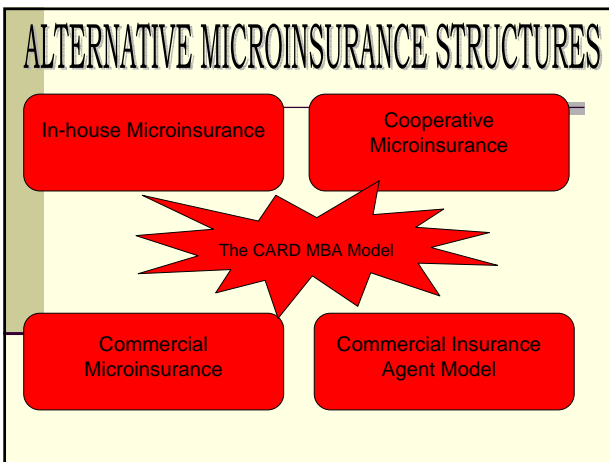 ALTERNATIVE MICROINSURANCE STRUCTURES
In-house Microinsurance
Cooperative
Microinsurance
The CARD MBA Model
Commercial
Microinsurance
Commercial Insurance
Agent Model